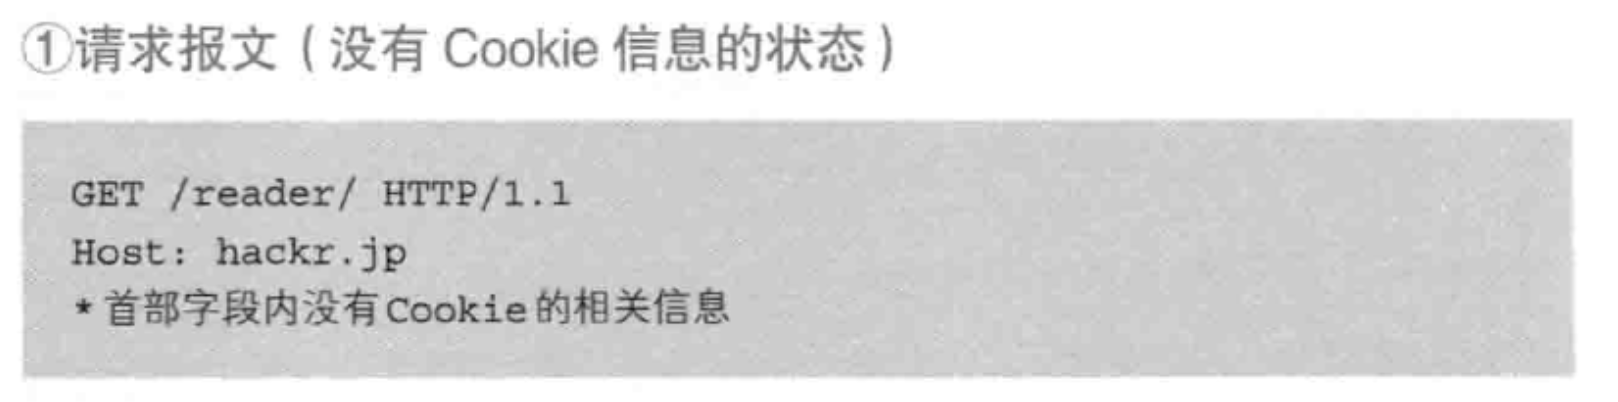 ①请求报文（没有 Cookie 信息的状态）
GET /reader/ HTTP/1.1
Host: hackr.jp
*首部字段内没有Cookie的相关信息